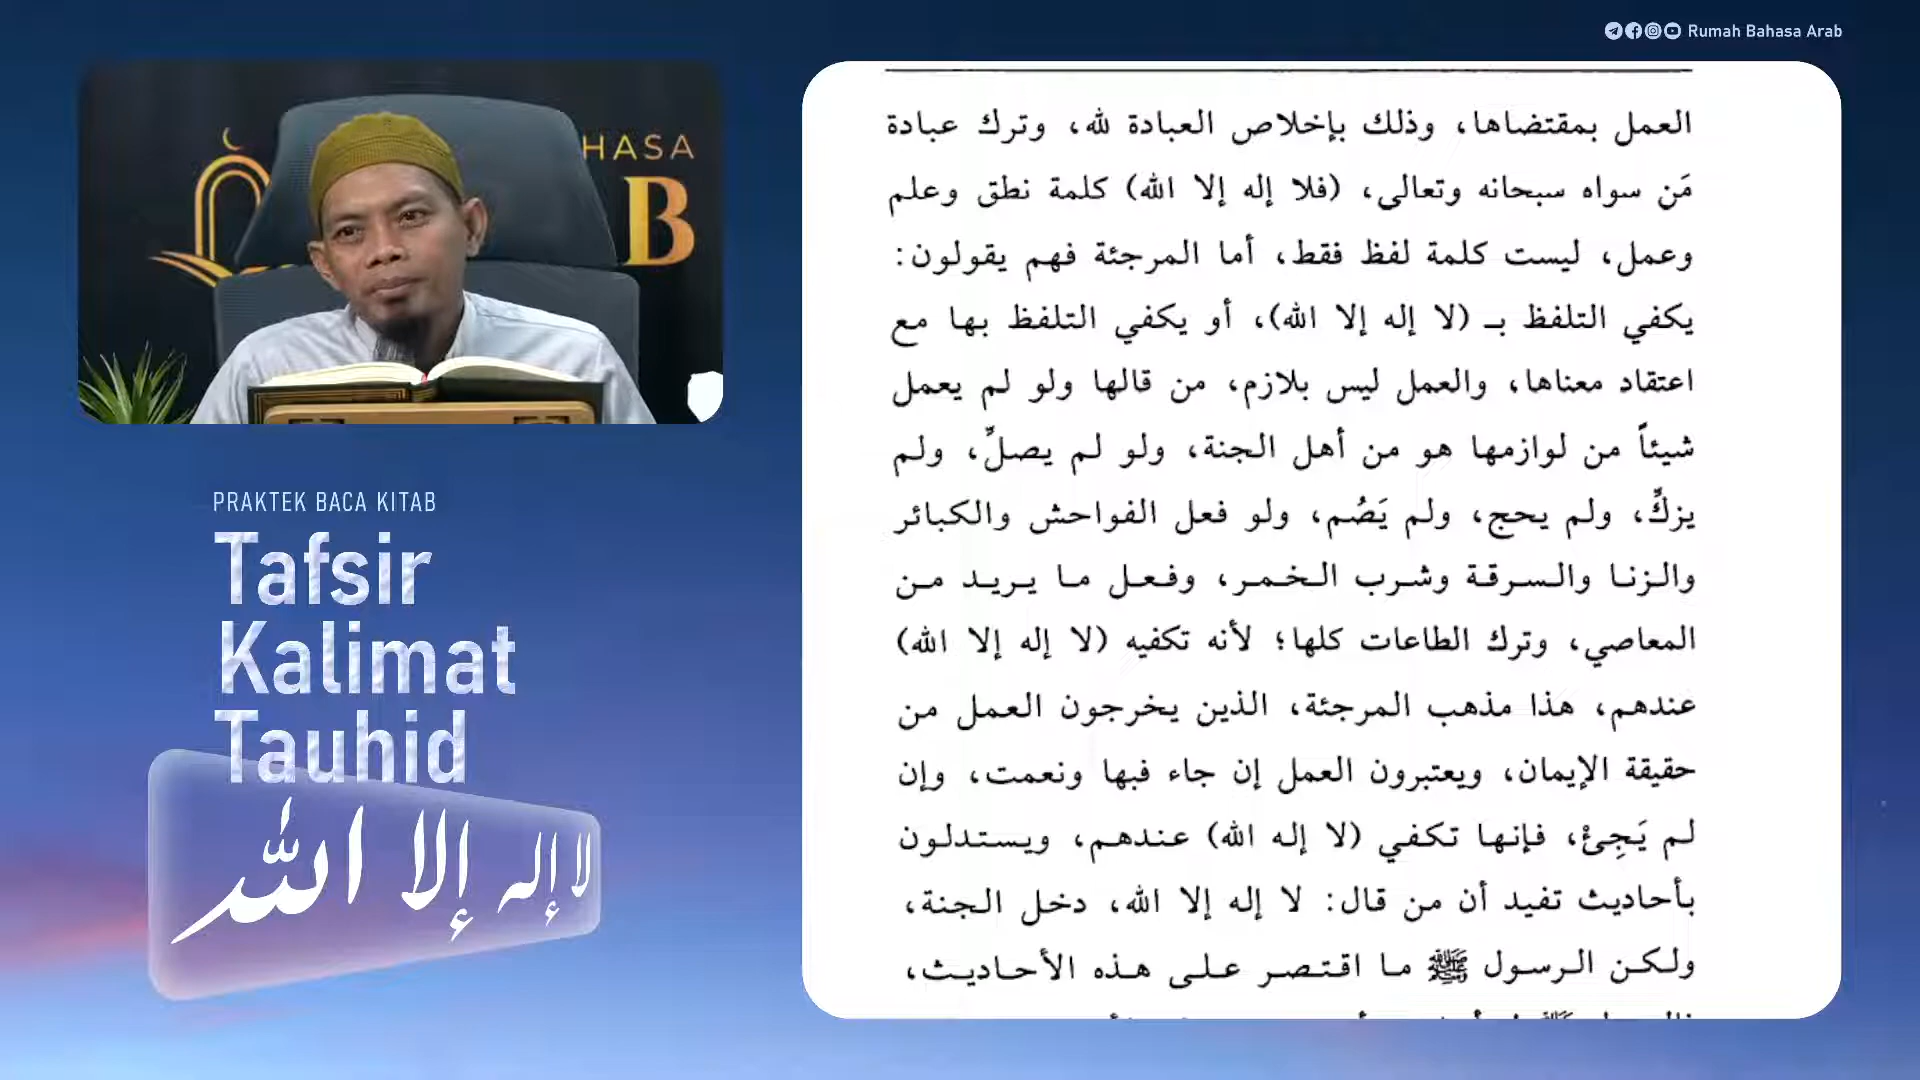 Rumah Bahasa Arab
HASA
B
PRAKTEK BACA KITAB
Tafsir
Kalimat
Tauhid
لا إله إلا الله
العمل بمقتضاها، وذلك بإخلاص العبادة لله، وترك عبادة
مَن سواه سبحانه وتعالى، (فلا إله إلا الله) كلمة نطق وعلم
وعمل، ليست كلمة لفظ فقط، أما المرجئة فهم يقولون:
يكفي التلفظ بـ (لا إله إلا الله)، أو يكفي التلفظ بها مع
اعتقاد معناها، والعمل ليس بلازم، من قالها ولو لم يعمل
شيئاً من لوازمها هو من أهل الجنة، ولو لم يصلِّ، ولم
يزكِّ، ولم يحج، ولم يَصُم، ولو فعل الفواحش والكبائر
والزنا والسرقة وشرب الخمر، وفعل ما يريد من
المعاصي، وترك الطاعات كلها؛ لأنه تكفيه (لا إله إلا الله)
عندهم، هذا مذهب المرجئة، الذين يخرجون العمل من
حقيقة الإيمان، ويعتبرون العمل إن جاء فبها ونعمت، وإن
لم يَجِئْ، فإنها تكفي (لا إله الله) عندهم، ويستدلون
بأحاديث تفيد أن من قال: لا إله إلا الله، دخل الجنة،
ولكن الرسول ﷺ ما اقتصر على هذه الأحاديث،